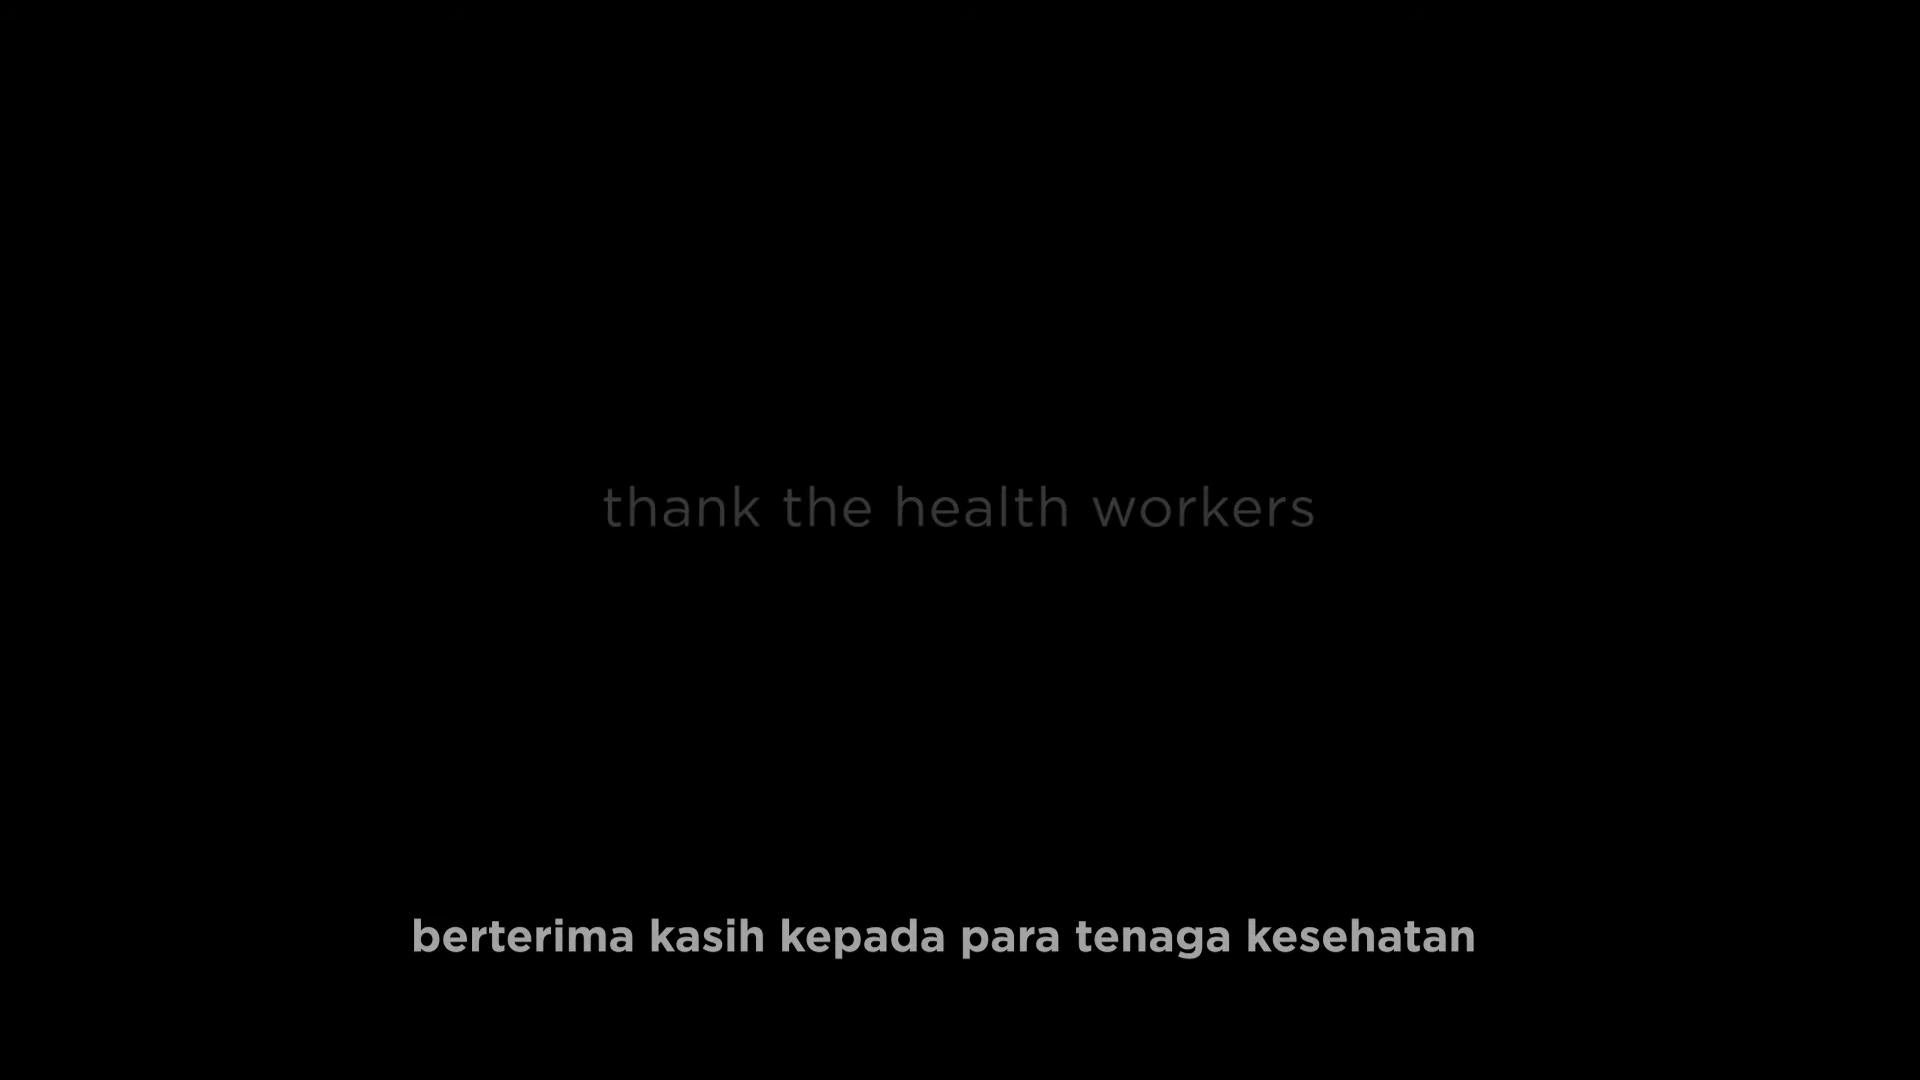 thank the health workers
berterima kasih kepada para tenaga kesehatan